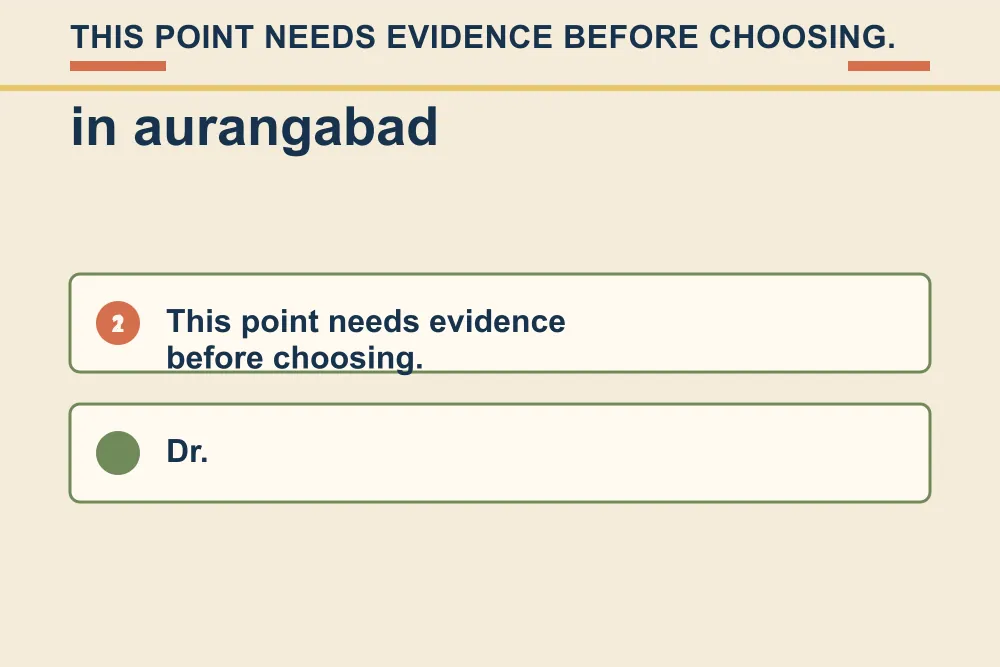 THIS POINT NEEDS EVIDENCE BEFORE CHOOSING.
in aurangabad
2
This point needs evidence
before choosing.
Dr.